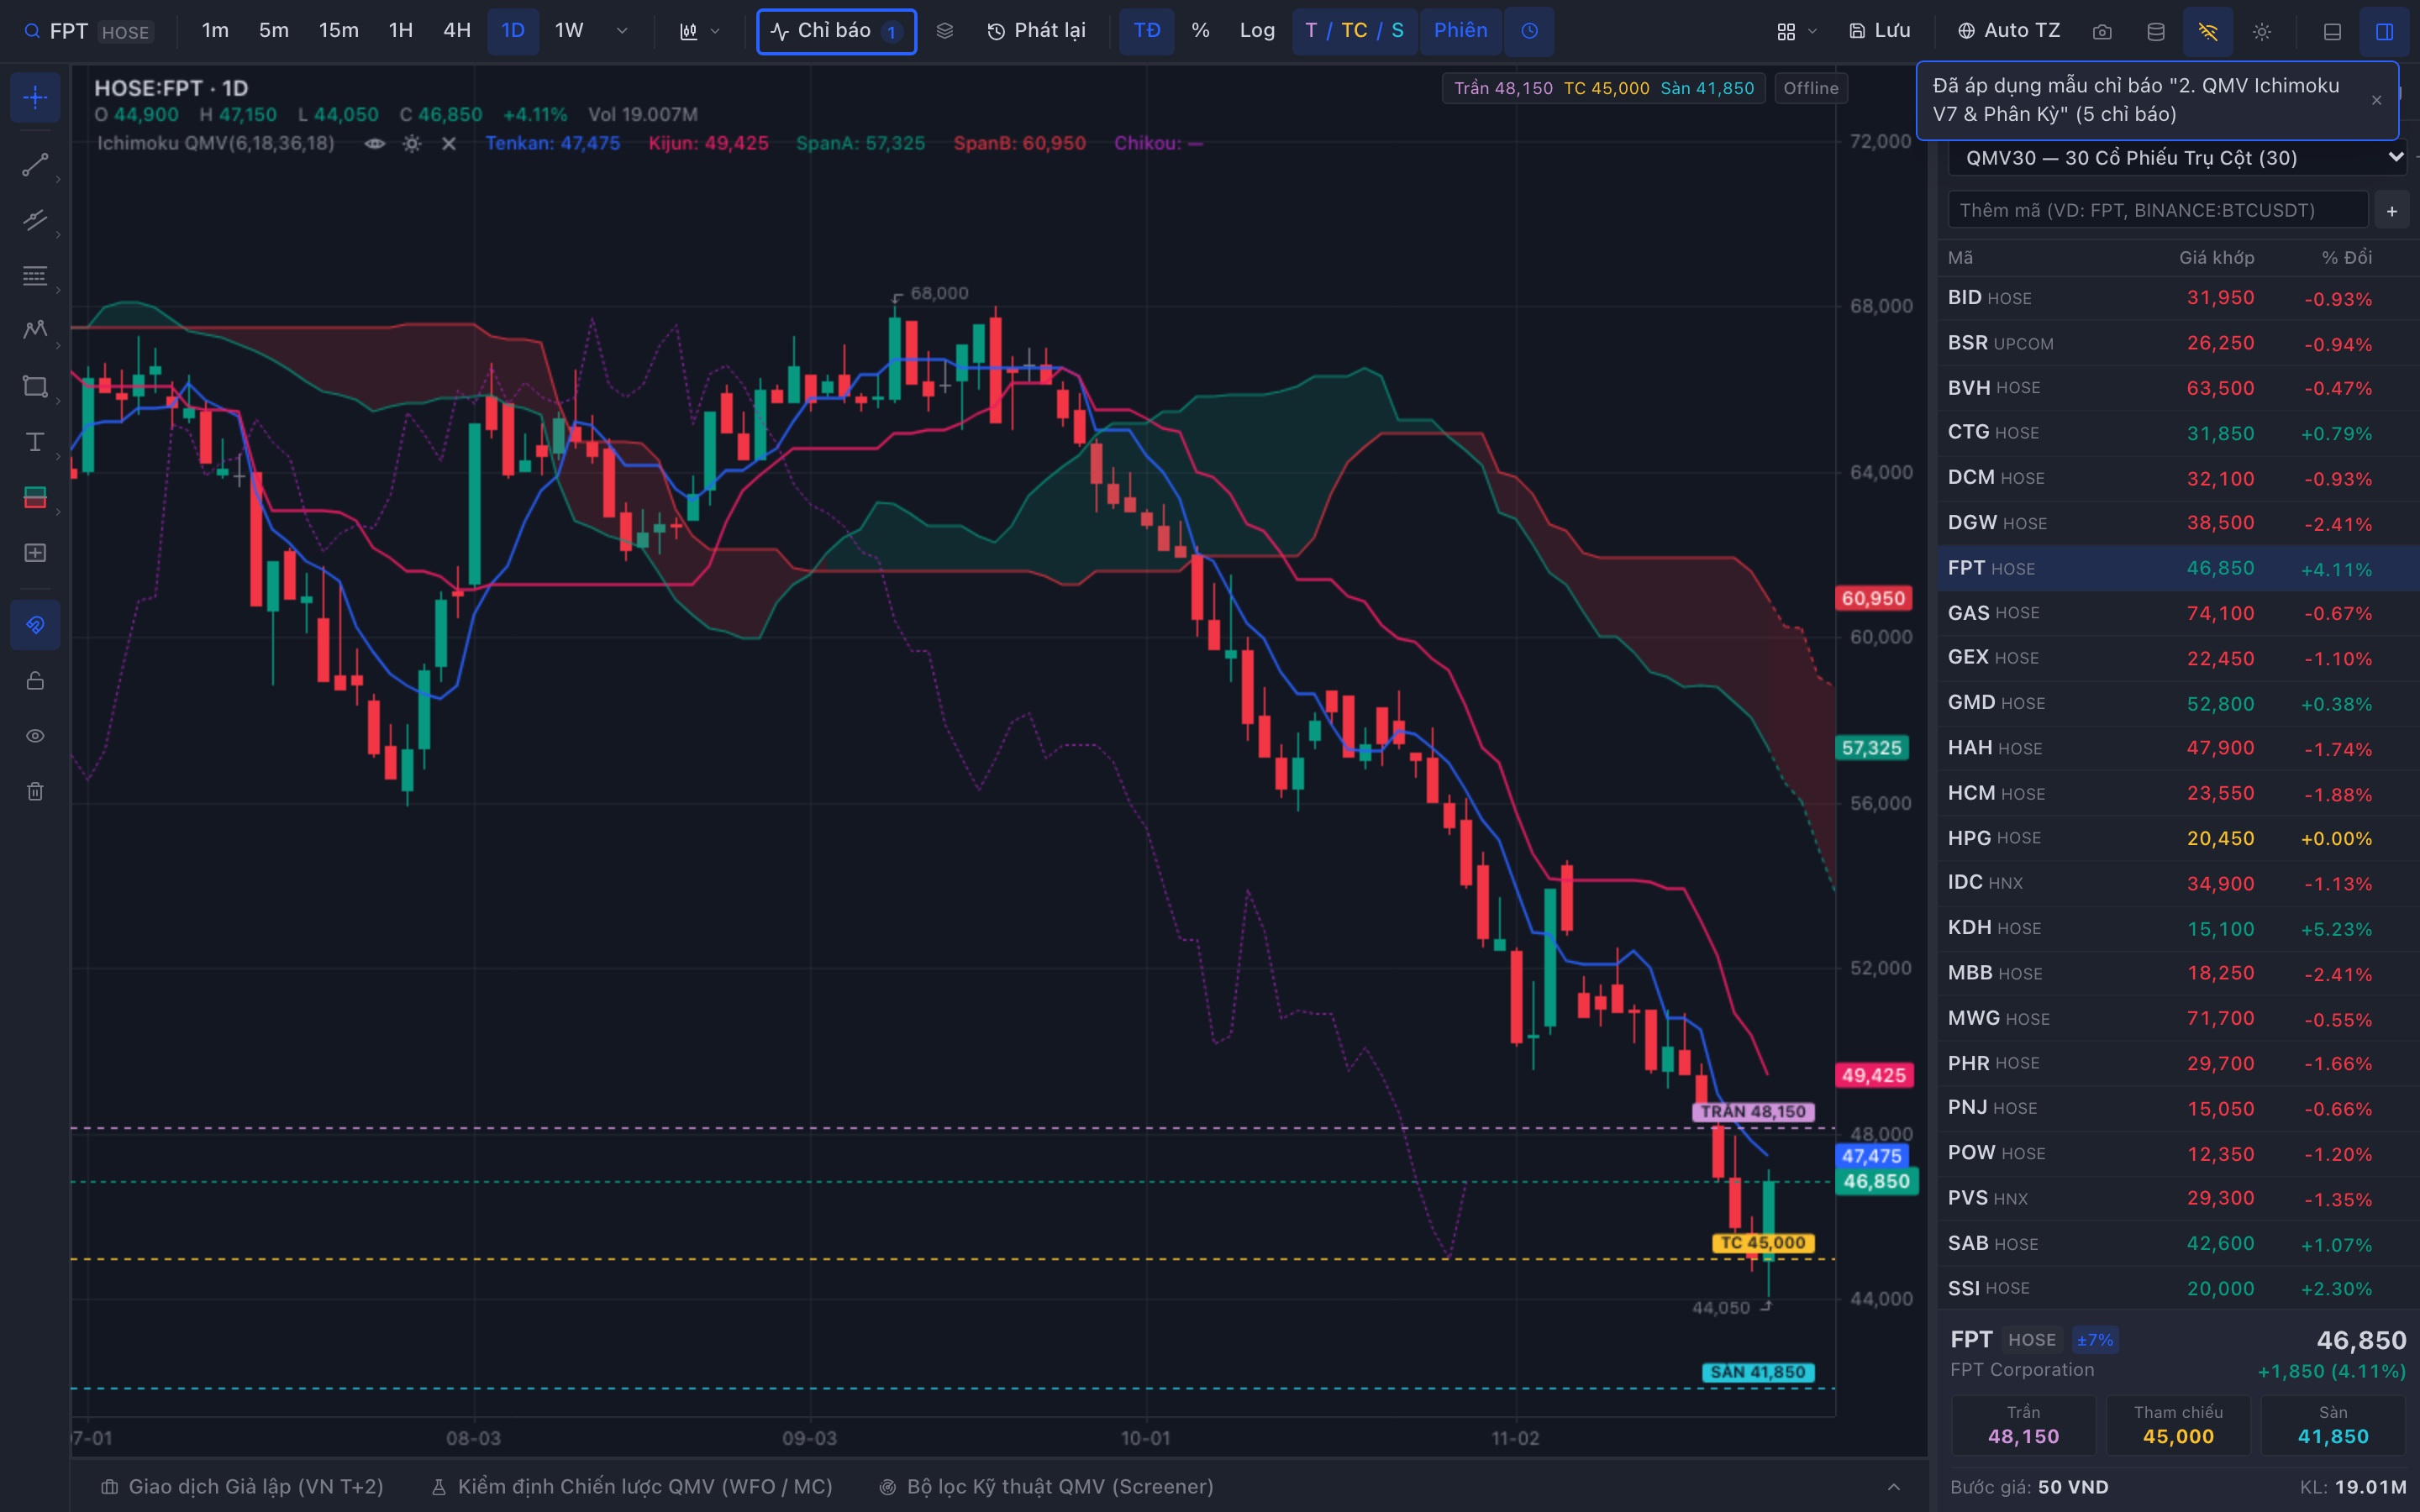 FPT HOSE 1m 5m 15m 1H 4H 1D 1W Chỉ báo 1 Phát lại TĐ % Log T / TC / S Phiên Lưu Auto TZ
HOSE:FPT · 1D
Trần 48,150 TC 45,000 Sàn 41,850 Offline
O 44,900 H 47,150 L 44,050 C 46,850 +4.11% Vol 19.007M
Ichimoku QMV(6,18,36,18) Tenkan: 47,475 Kijun: 49,425 SpanA: 57,325 SpanB: 60,950 Chikou: —
72,000
68,000
68,000
64,000
60,950
60,000
57,325
56,000
52,000
49,425
TRẦN 48,150
48,000
47,475
46,850
TC 45,000
44,050
44,000
SÀN 41,850
7-01 08-03 09-03 10-01 11-02
Giao dịch Giả lập (VN T+2) Kiểm định Chiến lược QMV (WFO / MC) Bộ lọc Kỹ thuật QMV (Screener)
Đã áp dụng mẫu chỉ báo "2. QMV Ichimoku
V7 & Phân Kỳ" (5 chỉ báo)
QMV30 — 30 Cổ Phiếu Trụ Cột (30)
Thêm mã (VD: FPT, BINANCE:BTCUSDT) +
Mã Giá khớp % Đổi
BID HOSE 31,950 -0.93%
BSR UPCOM 26,250 -0.94%
BVH HOSE 63,500 -0.47%
CTG HOSE 31,850 +0.79%
DCM HOSE 32,100 -0.93%
DGW HOSE 38,500 -2.41%
FPT HOSE 46,850 +4.11%
GAS HOSE 74,100 -0.67%
GEX HOSE 22,450 -1.10%
GMD HOSE 52,800 +0.38%
HAH HOSE 47,900 -1.74%
HCM HOSE 23,550 -1.88%
HPG HOSE 20,450 +0.00%
IDC HNX 34,900 -1.13%
KDH HOSE 15,100 +5.23%
MBB HOSE 18,250 -2.41%
MWG HOSE 71,700 -0.55%
PHR HOSE 29,700 -1.66%
PNJ HOSE 15,050 -0.66%
POW HOSE 12,350 -1.20%
PVS HNX 29,300 -1.35%
SAB HOSE 42,600 +1.07%
SSI HOSE 20,000 +2.30%
FPT HOSE ±7% 46,850
FPT Corporation +1,850 (4.11%)
Trần Tham chiếu Sàn
48,150 45,000 41,850
Bước giá: 50 VND KL: 19.01M